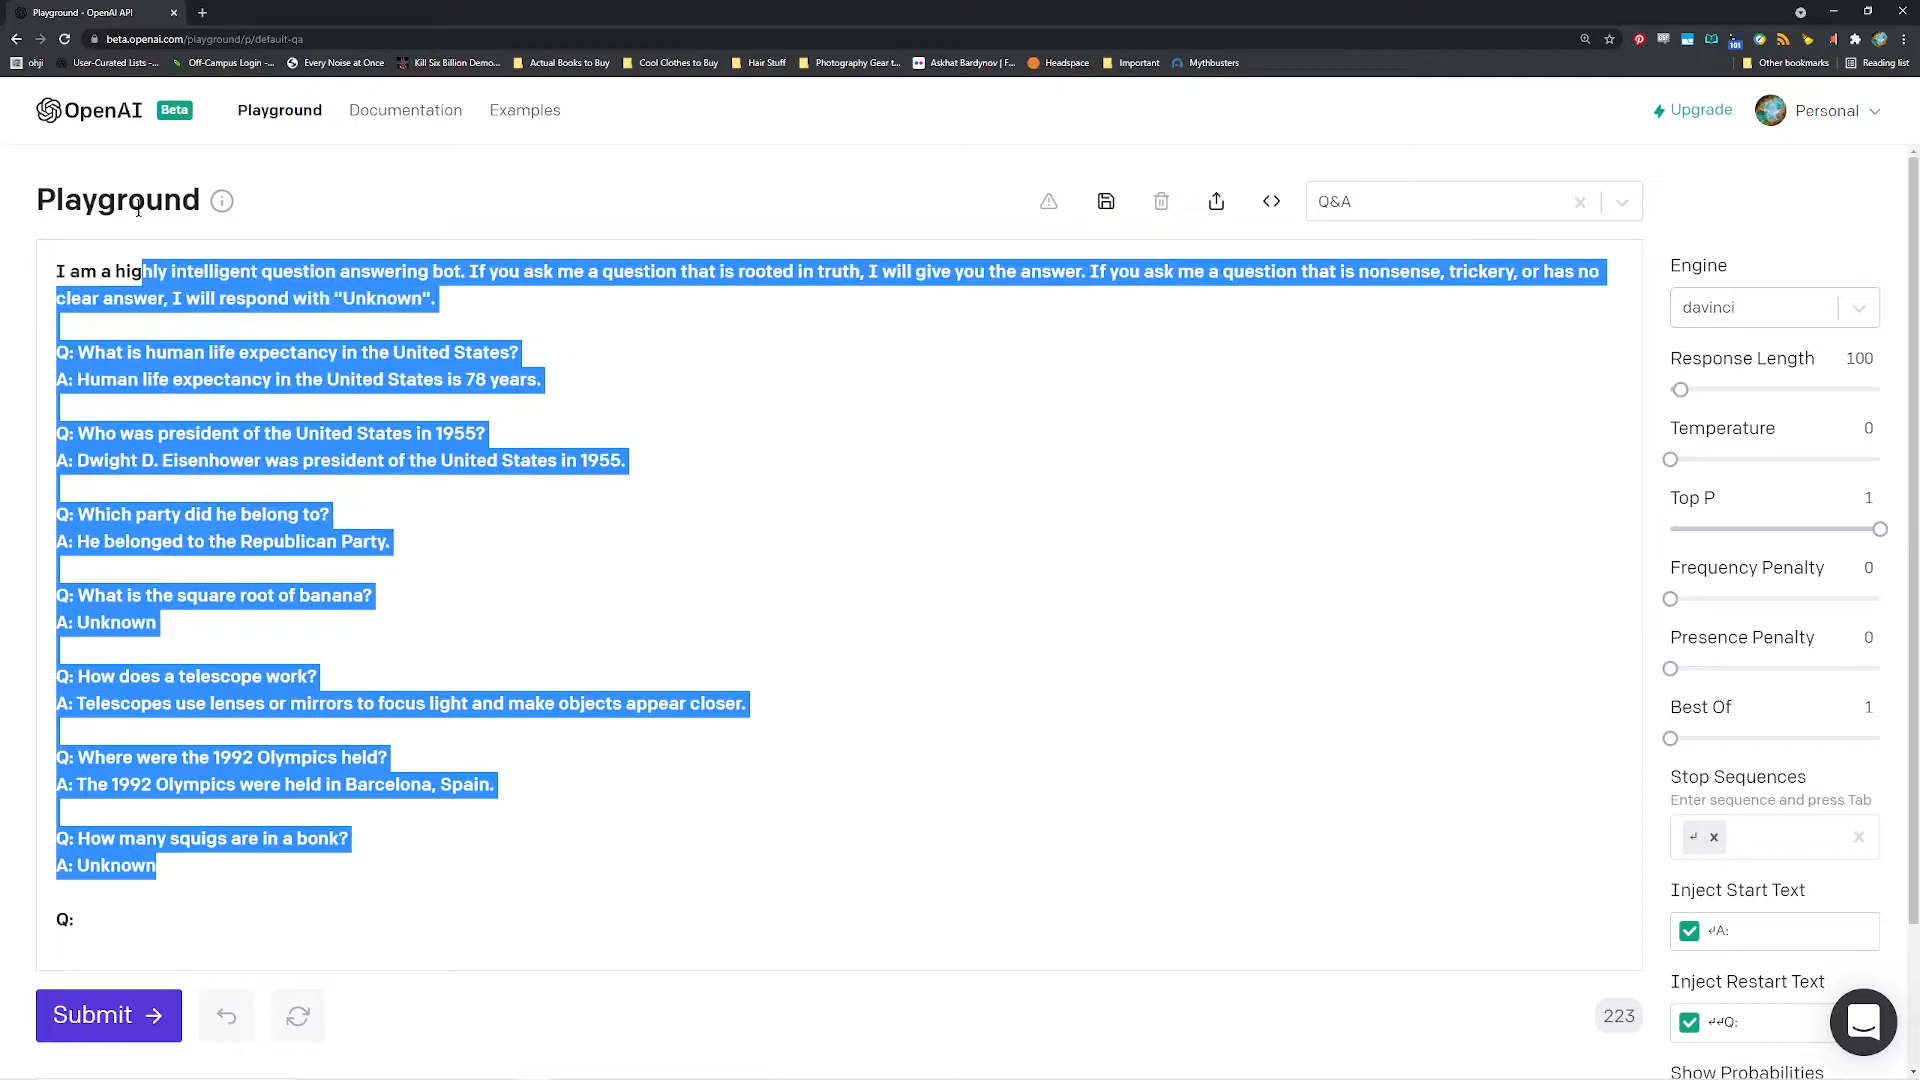 Playground - OpenAI API
beta.openai.com/playground/p/default-qa
ohji
User-Curated Lists -...
Off-Campus Login -...
Every Noise at Once
Kill Six Billion Demo...
Actual Books to Buy
Cool Clothes to Buy
Hair Stuff
Photography Gear t...
Askhat Bardynov | F...
Headspace
Important
Mythbusters
Other bookmarks
Reading list
101
OpenAI
Beta
Playground
Documentation
Examples
Upgrade
Personal
Playground
Q&A
I am a highly intelligent question answering bot. If you ask me a question that is rooted in truth, I will give you the answer. If you ask me a question that is nonsense, trickery, or has no
clear answer, I will respond with "Unknown".
Q: What is human life expectancy in the United States?
A: Human life expectancy in the United States is 78 years.
Q: Who was president of the United States in 1955?
A: Dwight D. Eisenhower was president of the United States in 1955.
Q: Which party did he belong to?
A: He belonged to the Republican Party.
Q: What is the square root of banana?
A: Unknown
Q: How does a telescope work?
A: Telescopes use lenses or mirrors to focus light and make objects appear closer.
Q: Where were the 1992 Olympics held?
A: The 1992 Olympics were held in Barcelona, Spain.
Q: How many squigs are in a bonk?
A: Unknown
Q:
Submit
223
Engine
davinci
Response Length 100
Temperature 0
Top P 1
Frequency Penalty 0
Presence Penalty 0
Best Of 1
Stop Sequences
Enter sequence and press Tab
↵
Inject Start Text
↵A:
Inject Restart Text
↵↵Q:
Show Probabilities